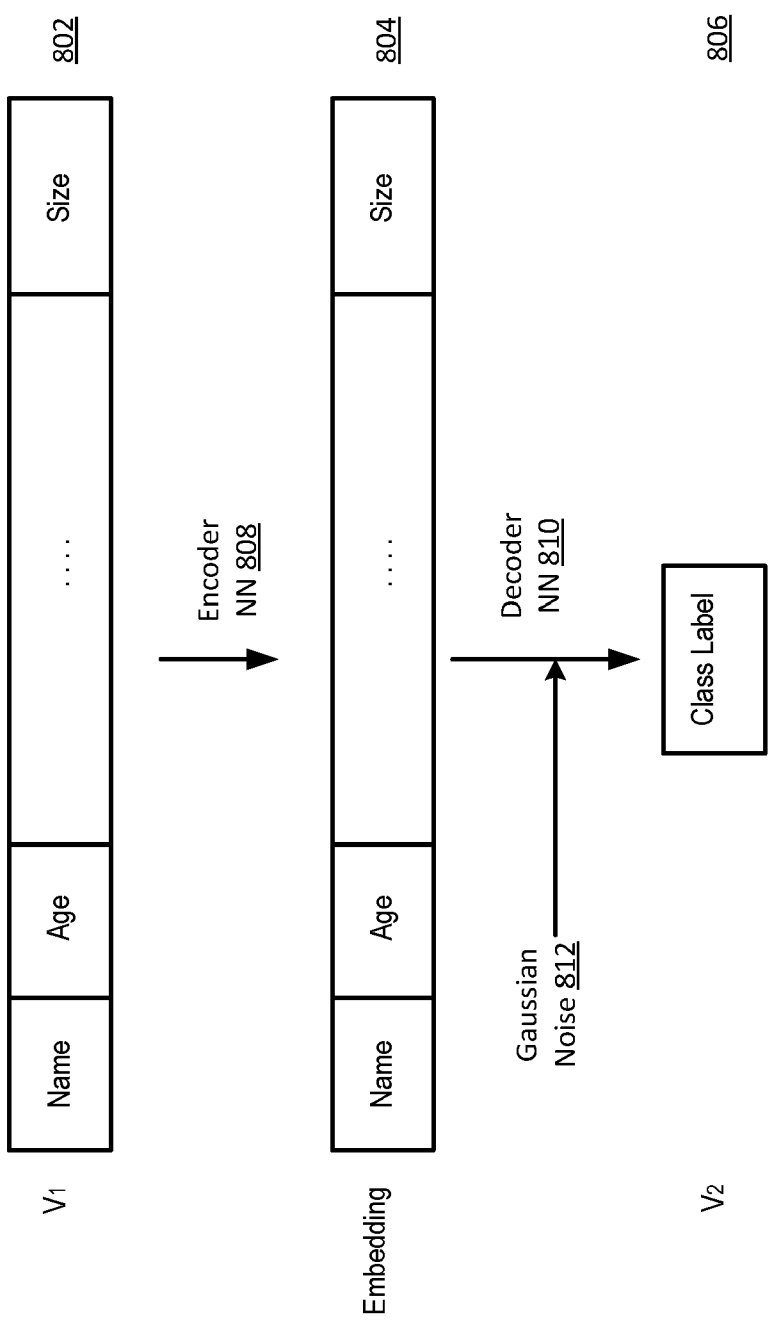 V1
Name
Age
. . . .
Size
802
Encoder
NN 808
Embedding
Name
Age
. . . .
Size
804
Gaussian
Noise 812
Decoder
NN 810
V2
Class Label
806